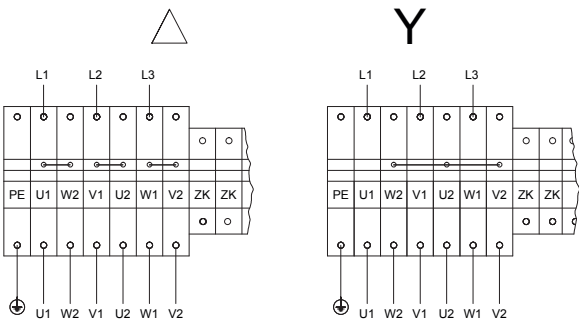 Y
L1 L2 L3 L1 L2 L3
PE U1 W2 V1 U2 W1 V2 ZK ZK PE U1 W2 V1 U2 W1 V2 ZK ZK
U1 W2 V1 U2 W1 V2 U1 W2 V1 U2 W1 V2